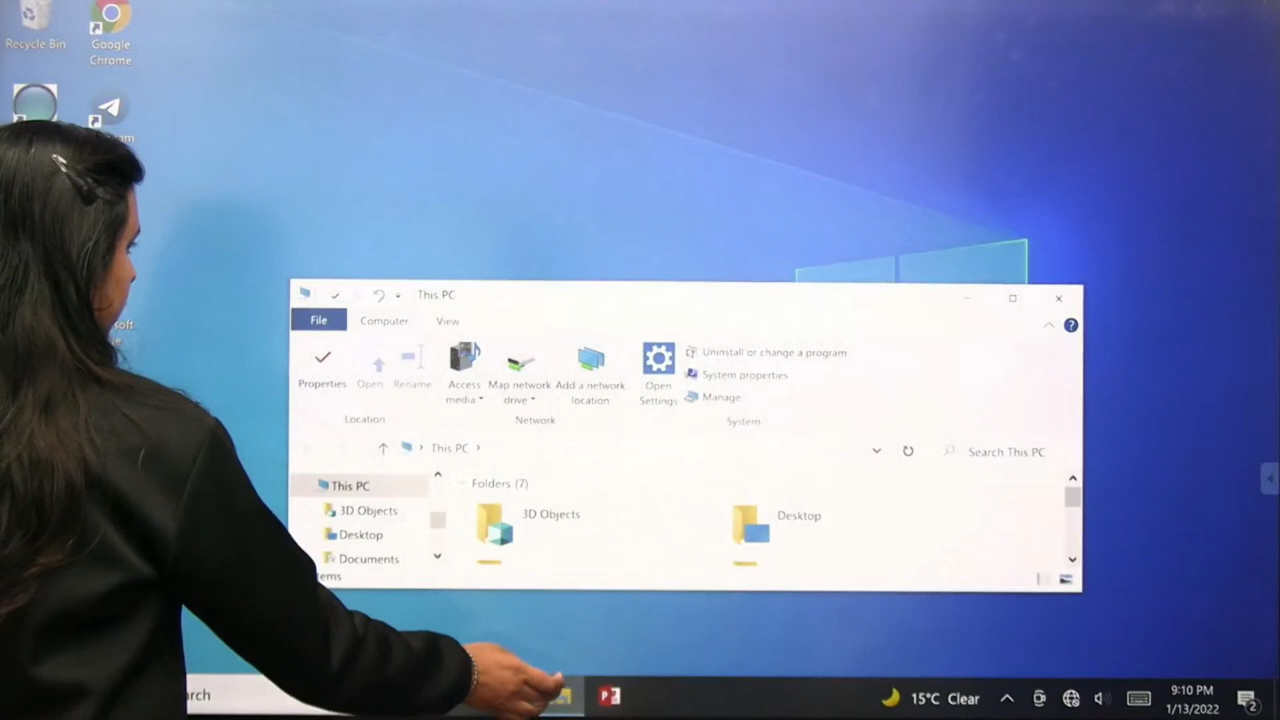 Recycle Bin
Google
Chrome
This PC
File
Computer
View
?
Properties
Open
Rename
Access
media
Map network
drive
Add a network
location
Open
Settings
Uninstall or change a program
System properties
Manage
Location
Network
System
This PC
Search This PC
This PC
3D Objects
Desktop
Documents
Folders (7)
3D Objects
Desktop
P
15°C Clear
9:10 PM
1/13/2022
2